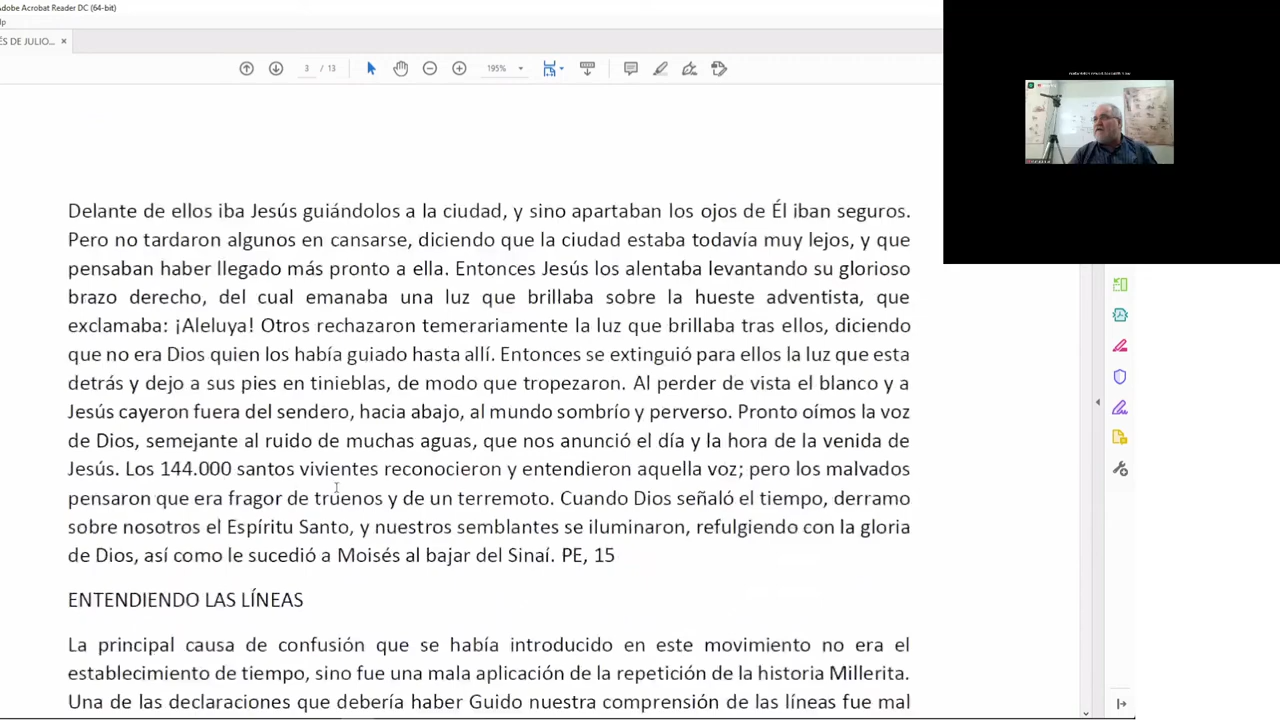 Adobe Acrobat Reader DC (64-bit)
lp
ÉS DE JULIO... ×
3 / 13
195%
Delante de ellos iba Jesús guiándolos a la ciudad, y sino apartaban los ojos de Él iban seguros.
Pero no tardaron algunos en cansarse, diciendo que la ciudad estaba todavía muy lejos, y que
pensaban haber llegado más pronto a ella. Entonces Jesús los alentaba levantando su glorioso
brazo derecho, del cual emanaba una luz que brillaba sobre la hueste adventista, que
exclamaba: ¡Aleluya! Otros rechazaron temerariamente la luz que brillaba tras ellos, diciendo
que no era Dios quien los había guiado hasta allí. Entonces se extinguió para ellos la luz que esta
detrás y dejo a sus pies en tinieblas, de modo que tropezaron. Al perder de vista el blanco y a
Jesús cayeron fuera del sendero, hacia abajo, al mundo sombrío y perverso. Pronto oímos la voz
de Dios, semejante al ruido de muchas aguas, que nos anunció el día y la hora de la venida de
Jesús. Los 144.000 santos vivientes reconocieron y entendieron aquella voz; pero los malvados
pensaron que era fragor de truenos y de un terremoto. Cuando Dios señaló el tiempo, derramo
sobre nosotros el Espíritu Santo, y nuestros semblantes se iluminaron, refulgiendo con la gloria
de Dios, así como le sucedió a Moisés al bajar del Sinaí. PE, 15
ENTENDIENDO LAS LÍNEAS
La principal causa de confusión que se había introducido en este movimiento no era el
establecimiento de tiempo, sino fue una mala aplicación de la repetición de la historia Millerita.
Una de las declaraciones que debería haber Guido nuestra comprensión de las líneas fue mal